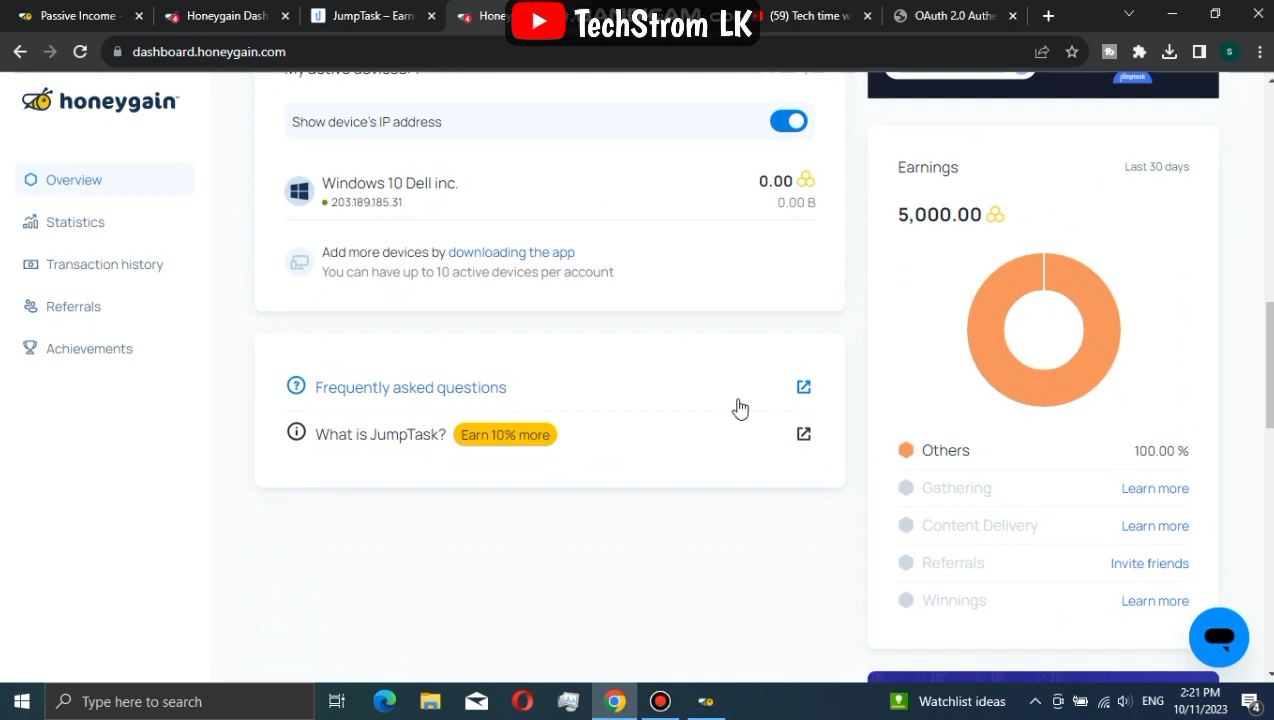 Passive Income -
Honeygain Dash
JumpTask – Earn
Honey
TechStrom LK
(59) Tech time w
OAuth 2.0 Authe
dashboard.honeygain.com
S
honeygain
Overview
Statistics
Transaction history
Referrals
Achievements
Show device's IP address
Windows 10 Dell inc.
0.00
203.189.185.31
0.00 B
Add more devices by downloading the app
You can have up to 10 active devices per account
Frequently asked questions
What is JumpTask?
Earn 10% more
jumptask
Earnings
Last 30 days
5,000.00
Others
100.00 %
Gathering
Learn more
Content Delivery
Learn more
Referrals
Invite friends
Winnings
Learn more
Type here to search
Watchlist ideas
ENG
2:21 PM
10/11/2023
4